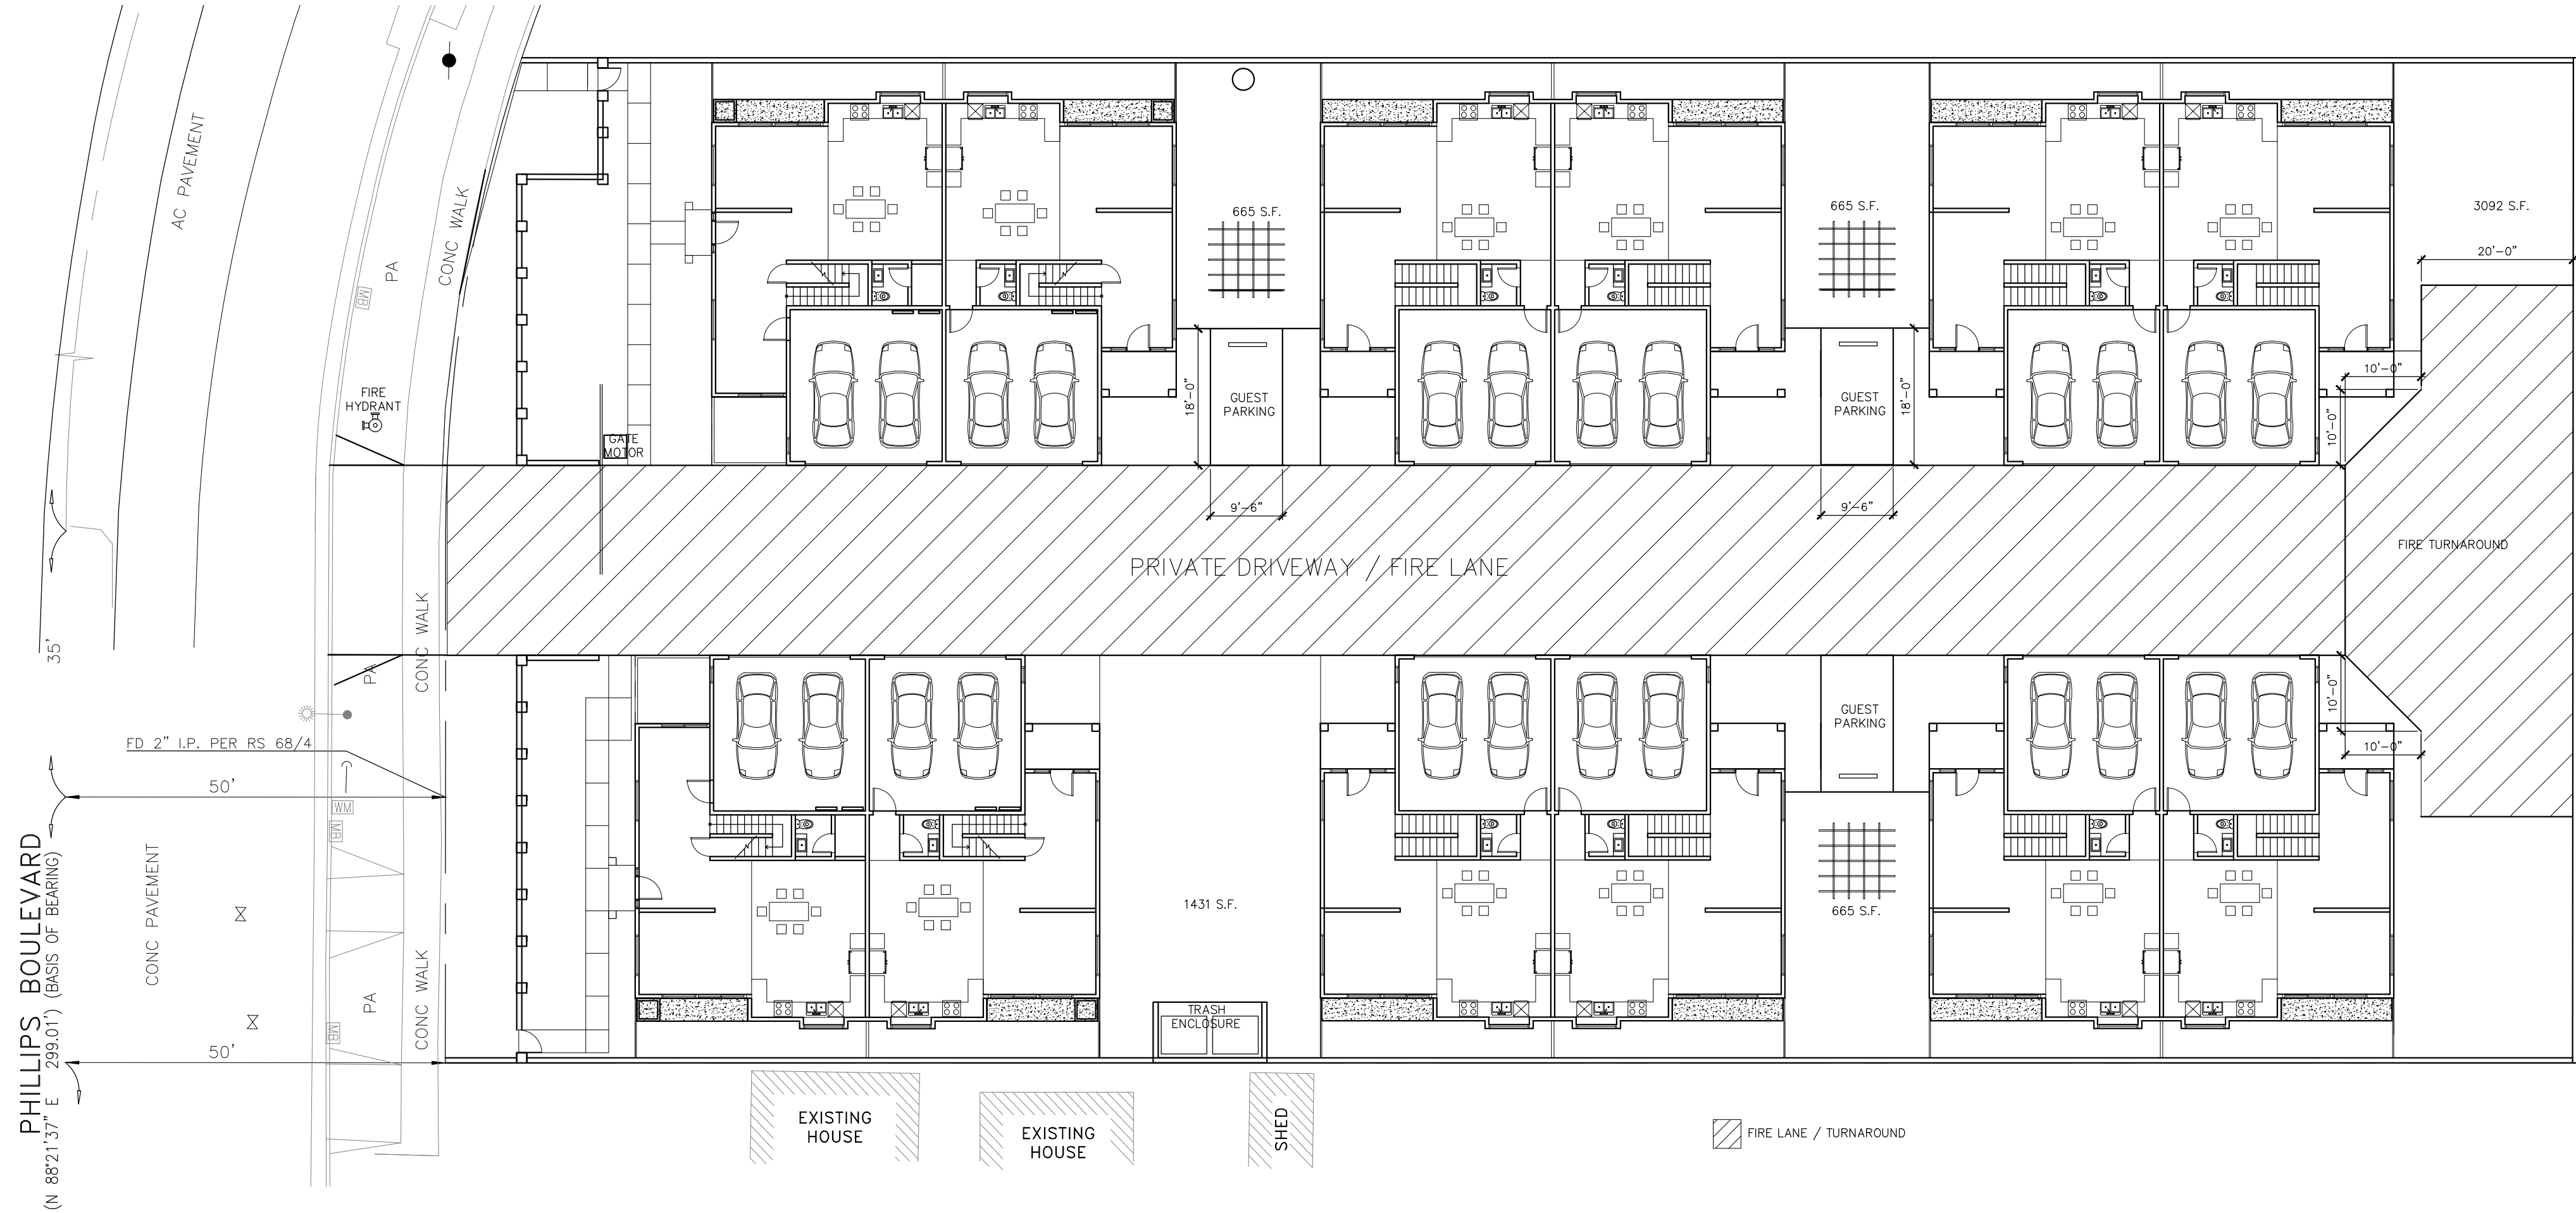 AC PAVEMENT
PA
CONC WALK
MB
FIRE
HYDRANT
GATE
MOTOR
665 S.F.
665 S.F.
3092 S.F.
20'-0"
10'-0"
10'-0"
18'-0"
GUEST
PARKING
GUEST
PARKING
18'-0"
9'-6"
9'-6"
PRIVATE DRIVEWAY / FIRE LANE
FIRE TURNAROUND
35'
CONC WALK
PA
FD 2" I.P. PER RS 68/4
50'
WM
MB
GUEST
PARKING
10'-0"
10'-0"
PHILLIPS BOULEVARD
(N 88°21'37" E 299.01') (BASIS OF BEARING)
CONC PAVEMENT
PA
CONC WALK
MB
50'
1431 S.F.
665 S.F.
TRASH
ENCLOSURE
EXISTING
HOUSE
EXISTING
HOUSE
SHED
FIRE LANE / TURNAROUND